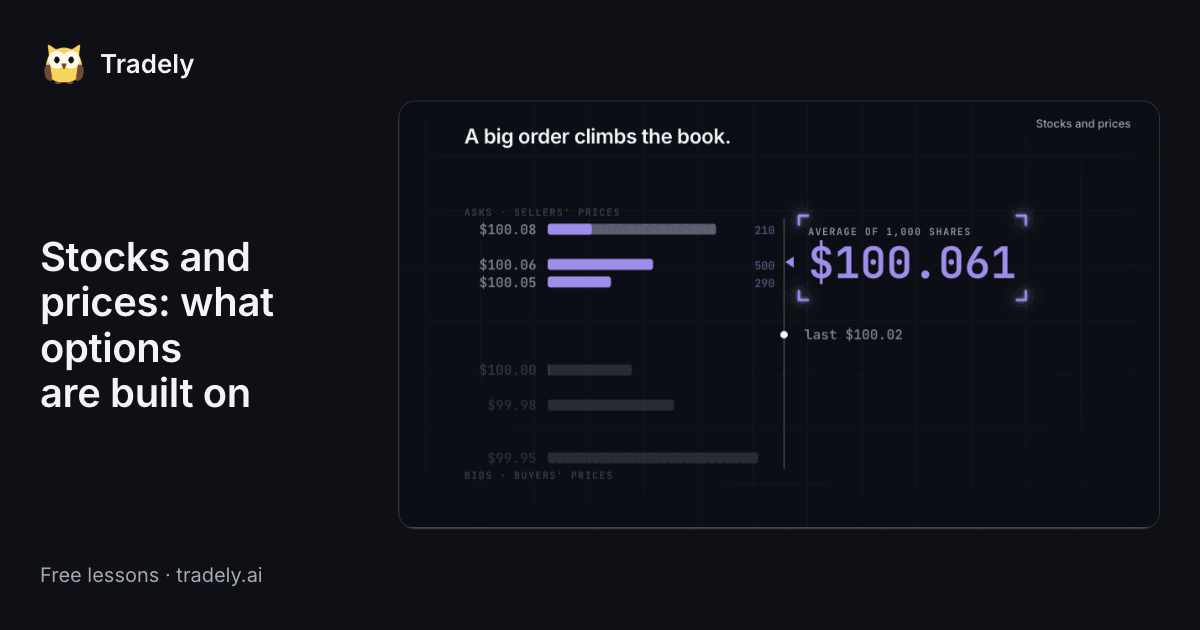 Tradely
Stocks and
prices: what
options
are built on
Free lessons · tradely.ai
A big order climbs the book.
Stocks and prices
ASKS · SELLERS' PRICES
$100.08 210
$100.06 500
$100.05 290
AVERAGE OF 1,000 SHARES
$100.061
last $100.02
$100.00
$99.98
$99.95
BIDS · BUYERS' PRICES